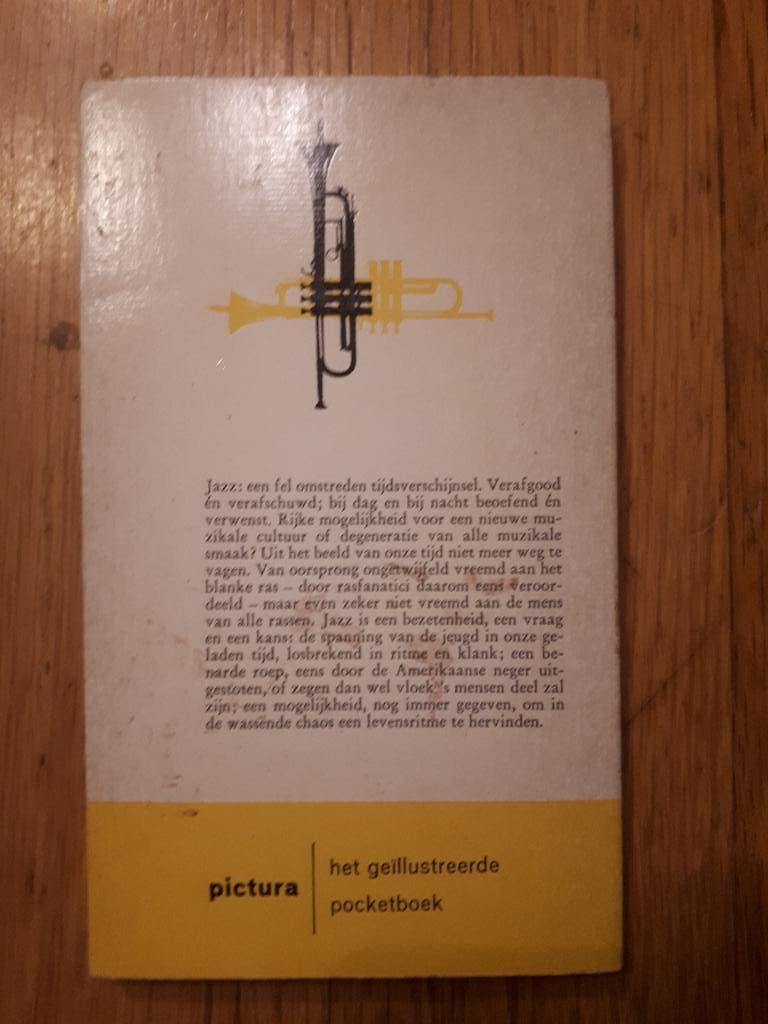 Jazz: een fel omstreden tijdsverschijnsel. Verafgood
én verafschuwd; bij dag en bij nacht beoefend én
verwenst. Rijke mogelijkheid voor een nieuwe mu-
zikale cultuur of degeneratie van alle muzikale
smaak? Uit het beeld van onze tijd niet meer weg te
vagen. Van oorsprong ongetwijfeld vreemd aan het
blanke ras – door rasfanatici daarom eens veroor-
deeld – maar even zeker niet vreemd aan de mens
van alle rassen. Jazz is een bezetenheid, een vraag
en een kans: de spanning van de jeugd in onze ge-
laden tijd, losbrekend in ritme en klank; een be-
narde roep, eens door de Amerikaanse neger uit-
gestoten, of zegen dan wel vloek 's mensen deel zal
zijn; een mogelijkheid, nog immer gegeven, om in
de wassende chaos een levensritme te hervinden.
pictura
het geïllustreerde
pocketboek